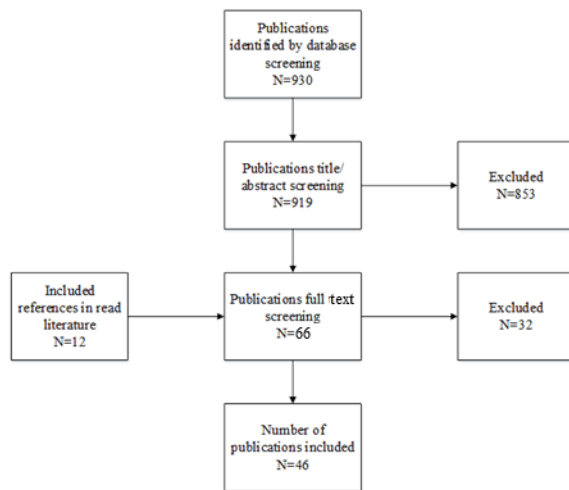 Publications
identified by database
screening
N=930
Publications title/
abstract screening
N=919
Excluded
N=853
Included
references in read
literature
N=12
Publications full text
screening
N=66
Excluded
N=32
Number of
publications included
N=46